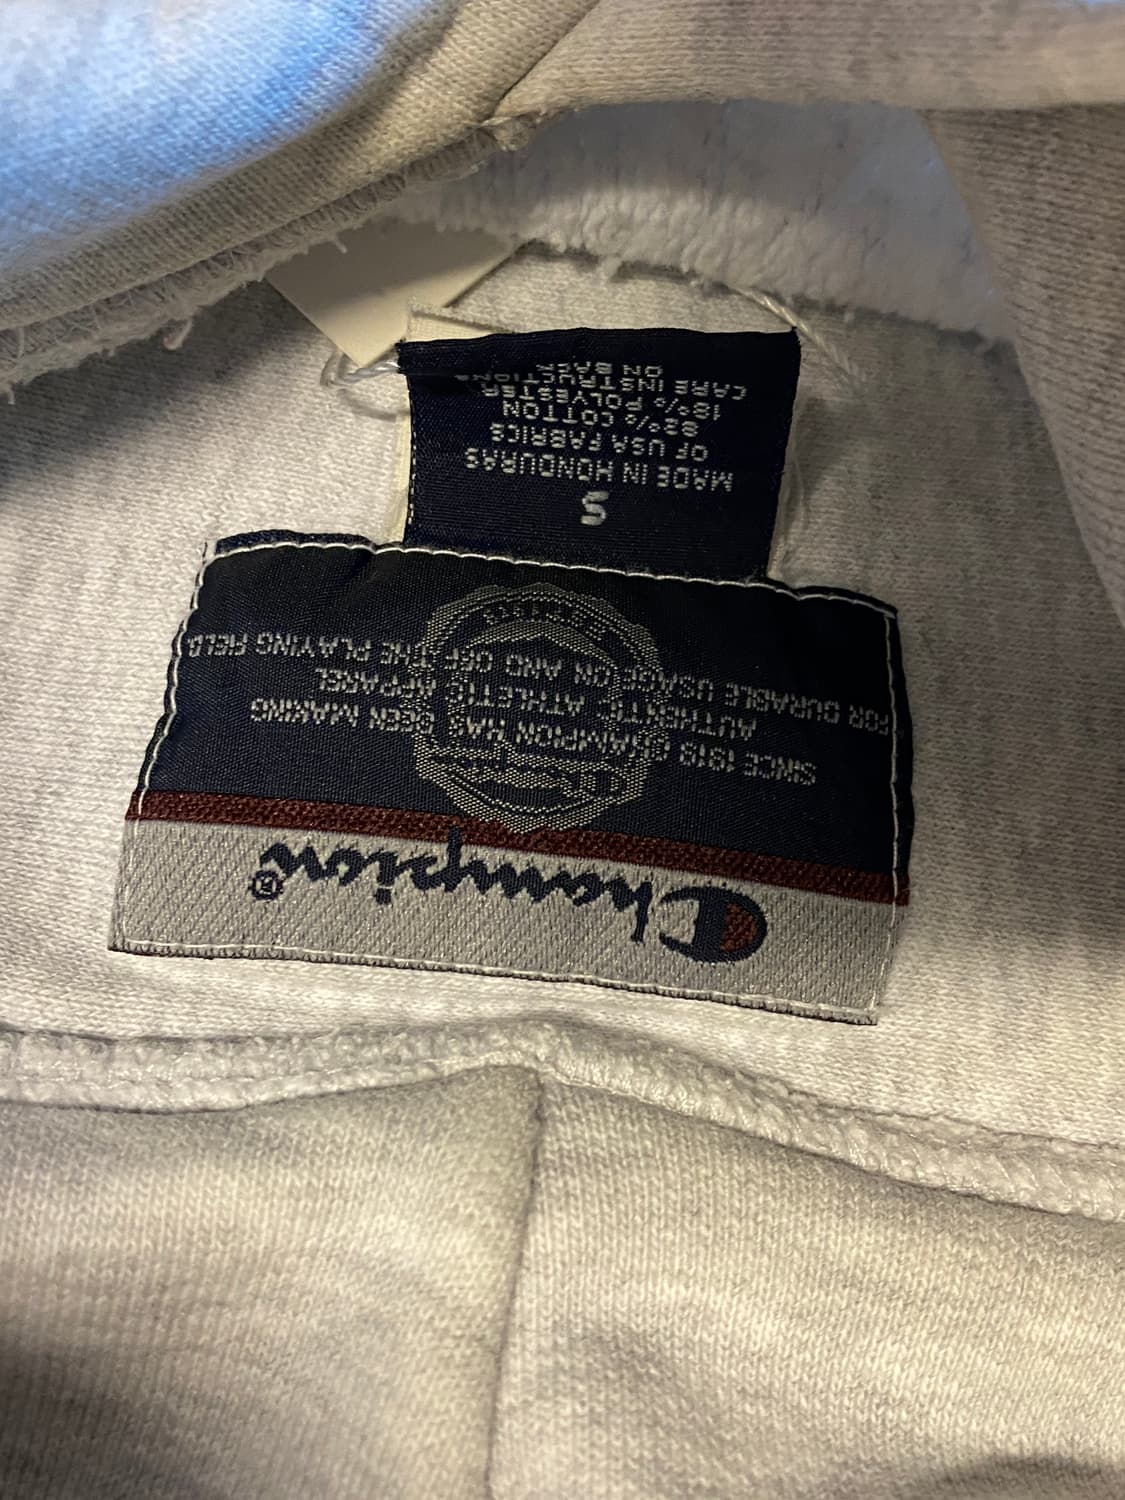 Champion®
SINCE 1919 CHAMPION HAS BEEN MAKING
AUTHENTIC ATHLETIC APPAREL
FOR DURABLE USAGE ON AND OFF THE PLAYING FIELD.
S
MADE IN HONDURAS
OF USA FABRICS
82% COTTON
18% POLYESTER
CARE INSTRUCTIONS
ON BACK